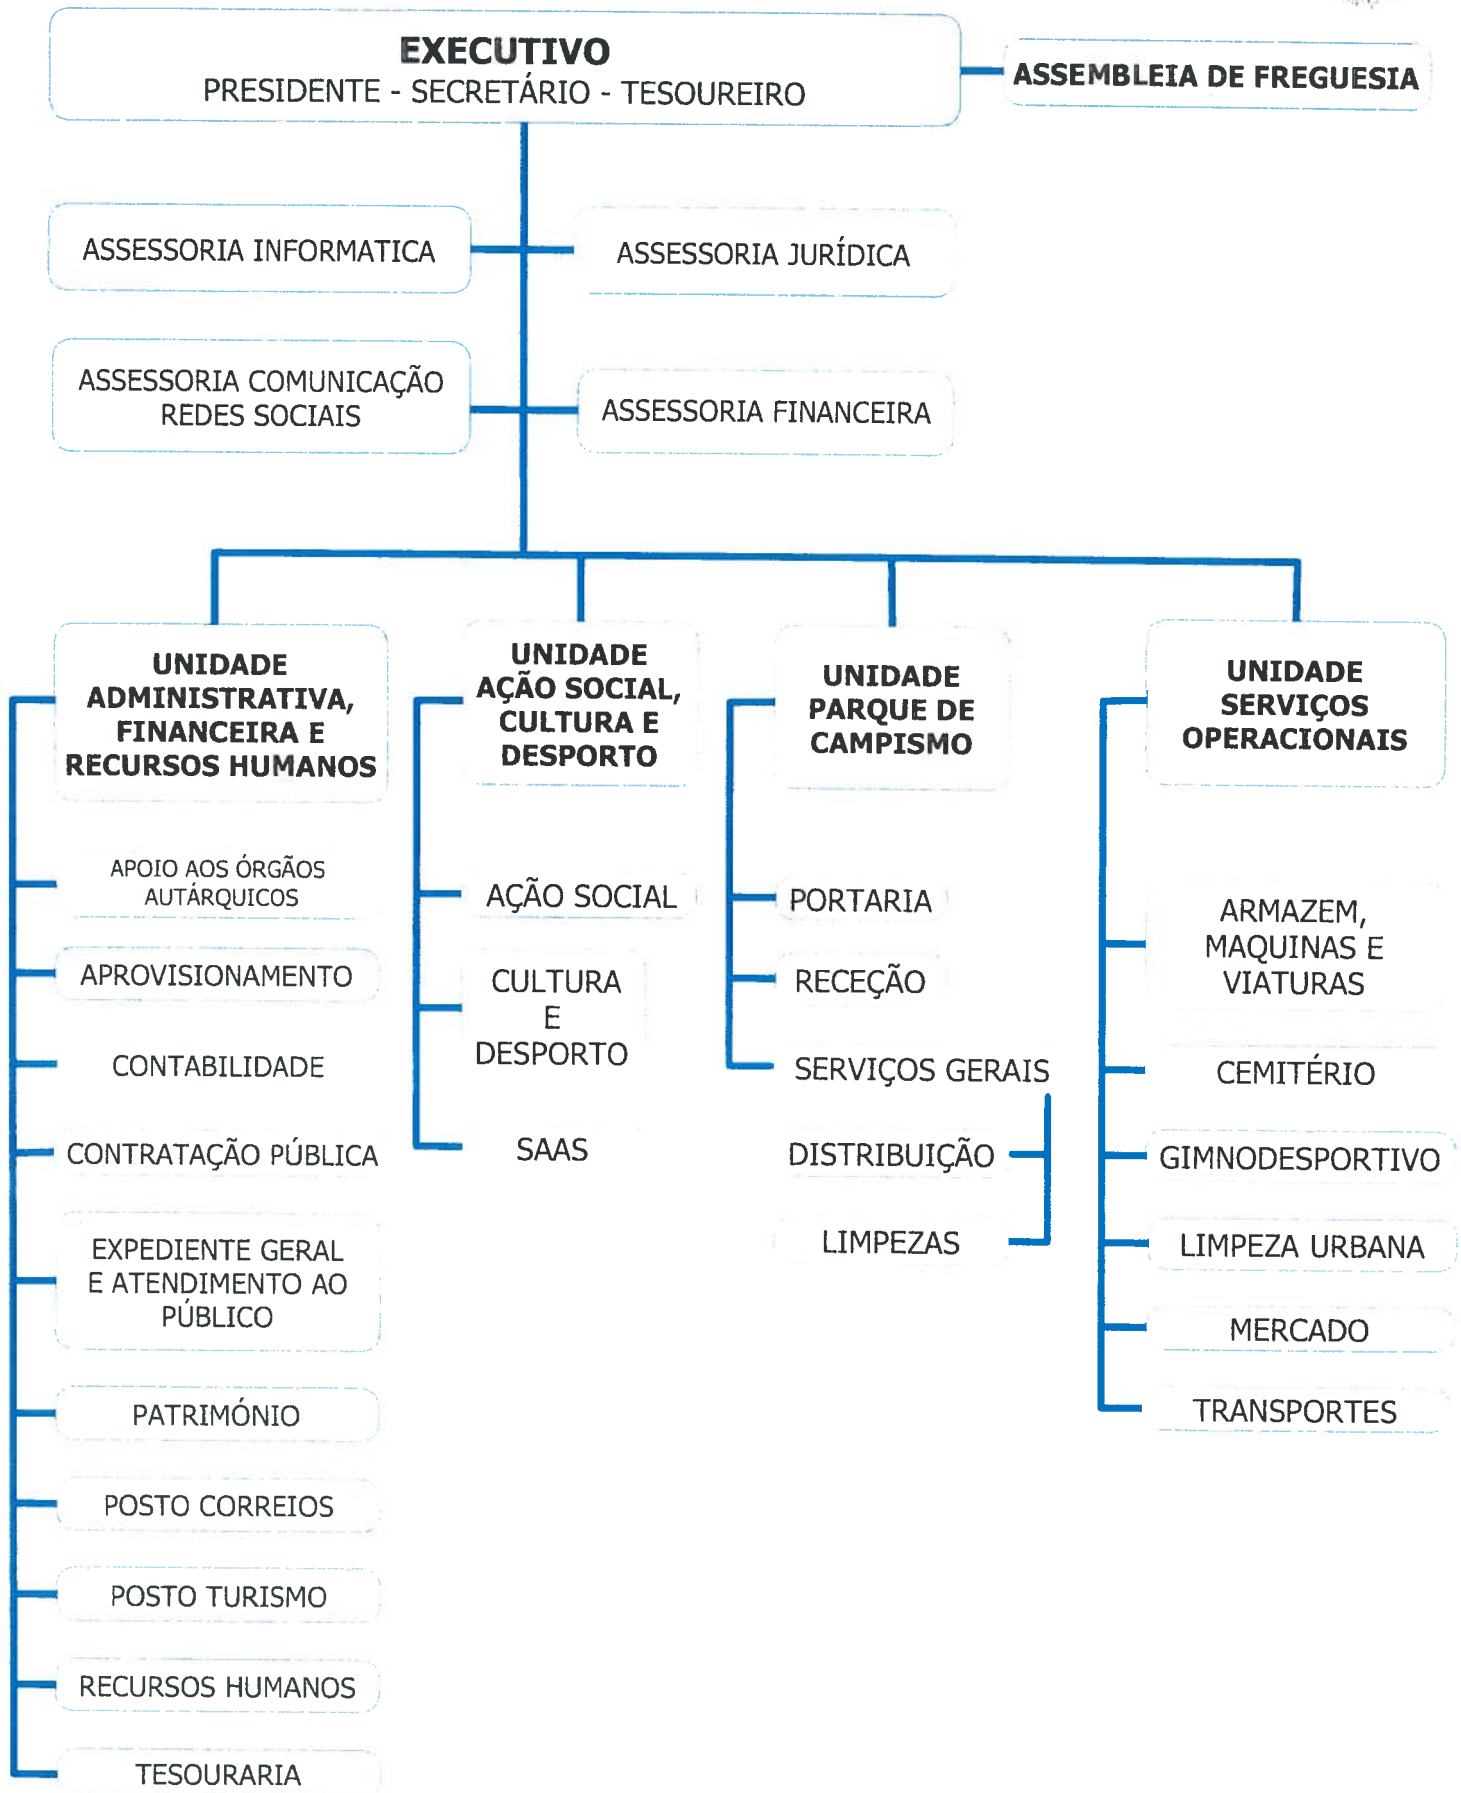 EXECUTIVO
PRESIDENTE - SECRETÁRIO - TESOUREIRO
ASSEMBLEIA DE FREGUESIA
ASSESSORIA INFORMATICA
ASSESSORIA JURÍDICA
ASSESSORIA COMUNICAÇÃO
REDES SOCIAIS
ASSESSORIA FINANCEIRA
UNIDADE
ADMINISTRATIVA,
FINANCEIRA E
RECURSOS HUMANOS
APOIO AOS ÓRGÃOS
AUTÁRQUICOS
APROVISIONAMENTO
CONTABILIDADE
CONTRATAÇÃO PÚBLICA
EXPEDIENTE GERAL
E ATENDIMENTO AO
PÚBLICO
PATRIMÓNIO
POSTO CORREIOS
POSTO TURISMO
RECURSOS HUMANOS
TESOURARIA
UNIDADE
AÇÃO SOCIAL,
CULTURA E
DESPORTO
AÇÃO SOCIAL
CULTURA
E
DESPORTO
SAAS
UNIDADE
PARQUE DE
CAMPISMO
PORTARIA
RECEÇÃO
SERVIÇOS GERAIS
DISTRIBUIÇÃO
LIMPEZAS
UNIDADE
SERVIÇOS
OPERACIONAIS
ARMAZEM,
MAQUINAS E
VIATURAS
CEMITÉRIO
GIMNODESPORTIVO
LIMPEZA URBANA
MERCADO
TRANSPORTES